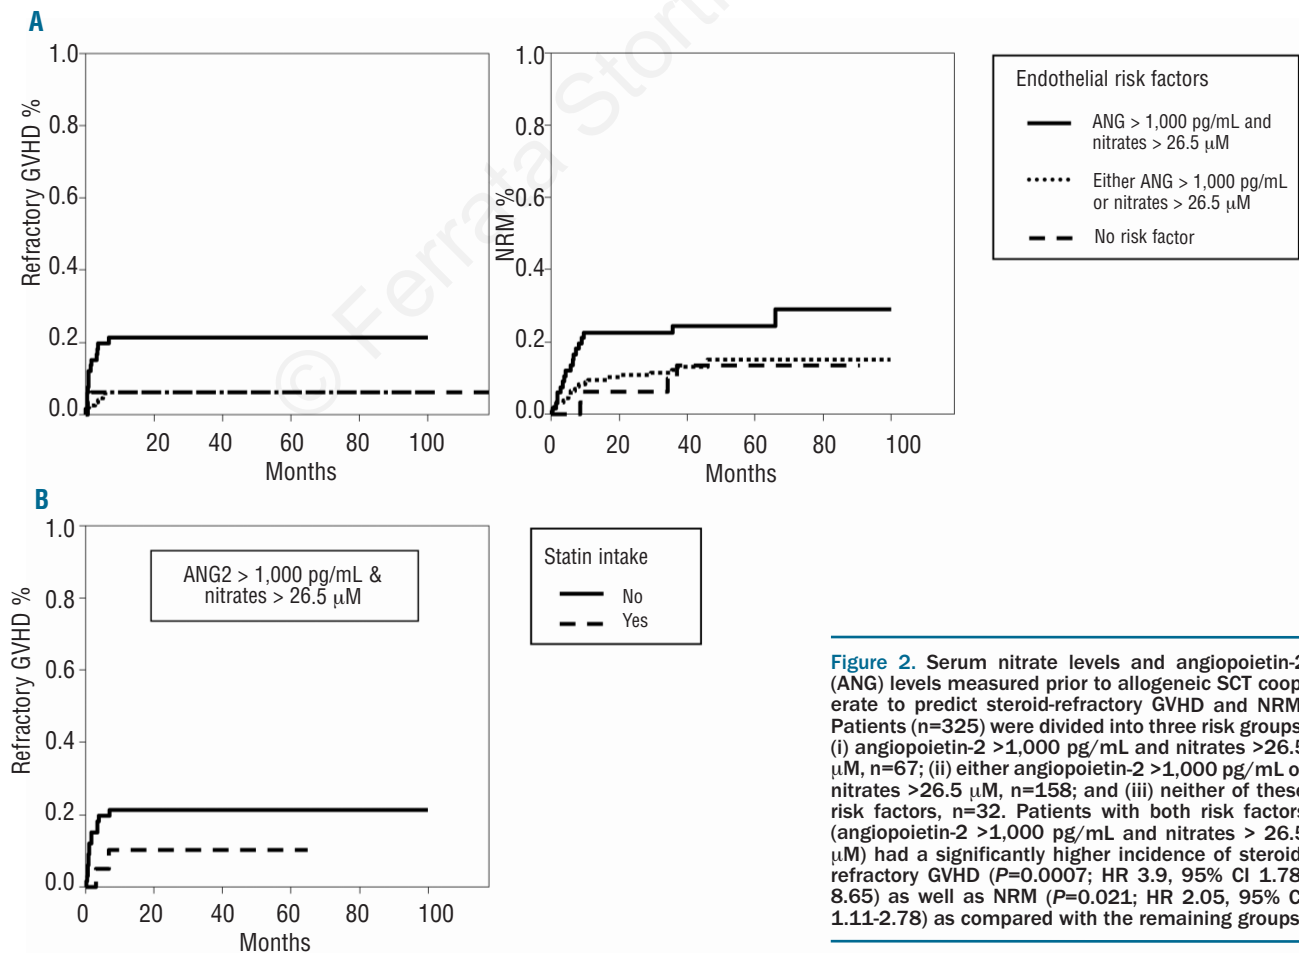 A
1.0
0.8
0.6
0.4
0.2
0.0
Refractory GVHD %
20 40 60 80 100
Months
1.0
0.8
0.6
0.4
0.2
0.0
NRM %
0 20 40 60 80 100
Months
Endothelial risk factors
ANG > 1,000 pg/mL and
nitrates > 26.5 µM
Either ANG > 1,000 pg/mL
or nitrates > 26.5 µM
No risk factor
© Ferrata Storti
B
1.0
0.8
0.6
0.4
0.2
0.0
Refractory GVHD %
ANG2 > 1,000 pg/mL &
nitrates > 26.5 µM
0 20 40 60 80 100
Months
Statin intake
No
Yes
Figure 2. Serum nitrate levels and angiopoietin-2
(ANG) levels measured prior to allogeneic SCT coop
erate to predict steroid-refractory GVHD and NRM
Patients (n=325) were divided into three risk groups
(i) angiopoietin-2 >1,000 pg/mL and nitrates >26.5
µM, n=67; (ii) either angiopoietin-2 >1,000 pg/mL o
nitrates >26.5 µM, n=158; and (iii) neither of these
risk factors, n=32. Patients with both risk factors
(angiopoietin-2 >1,000 pg/mL and nitrates > 26.5
µM) had a significantly higher incidence of steroid
refractory GVHD (P=0.0007; HR 3.9, 95% CI 1.78
8.65) as well as NRM (P=0.021; HR 2.05, 95% C
1.11-2.78) as compared with the remaining groups